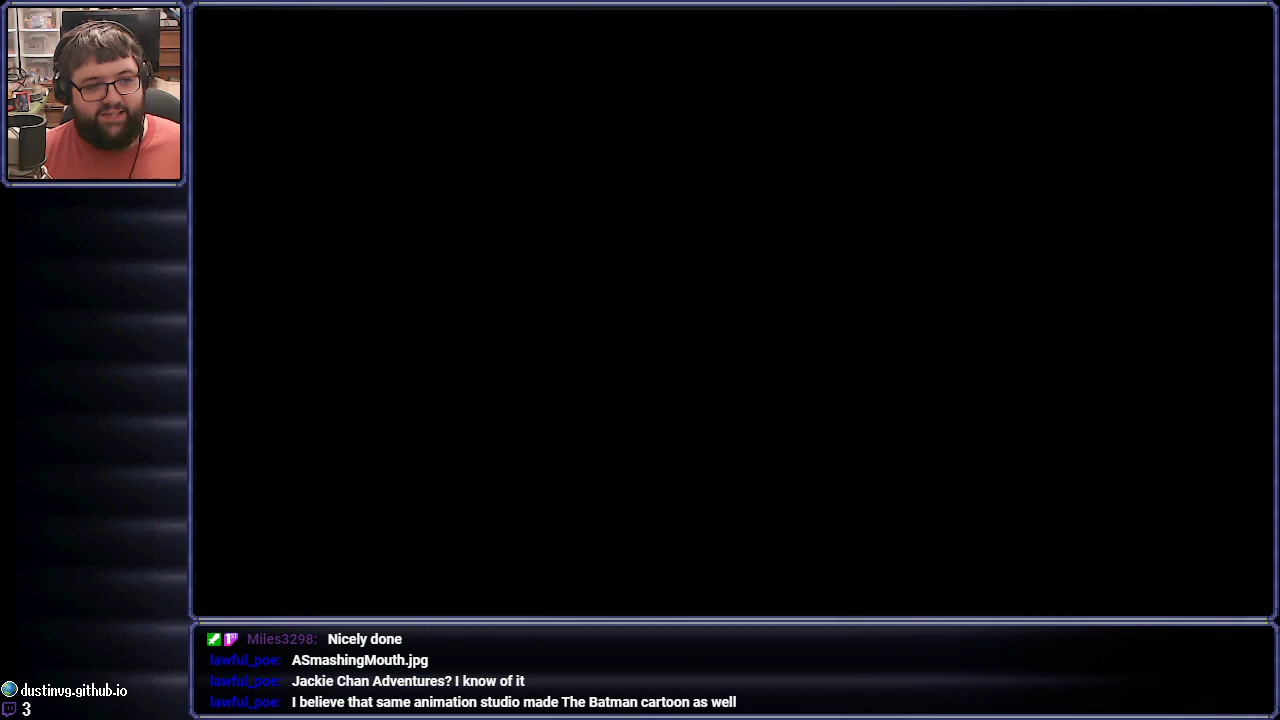 Miles3298: Nicely done
lawful_poe: ASmashingMouth.jpg
lawful_poe: Jackie Chan Adventures? I know of it
lawful_poe: I believe that same animation studio made The Batman cartoon as well
dustinvg.github.io
3